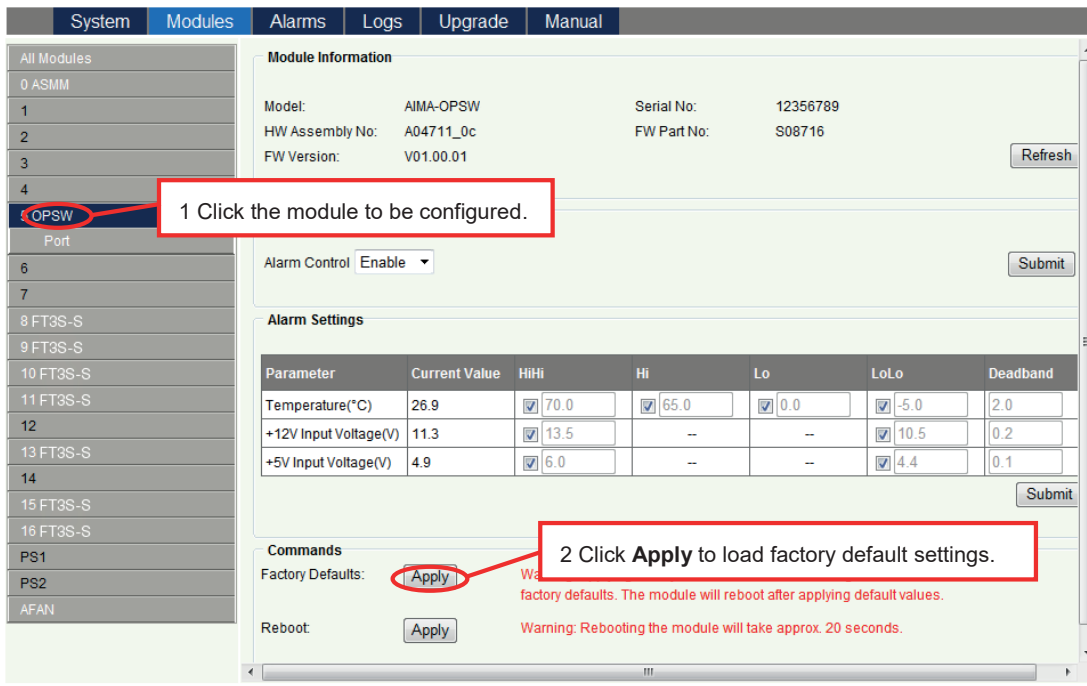 System Modules Alarms Logs Upgrade Manual
All Modules
0 ASMM
1
2
3
4
5 OPSW
Port
6
7
8 FT3S-S
9 FT3S-S
10 FT3S-S
11 FT3S-S
12
13 FT3S-S
14
15 FT3S-S
16 FT3S-S
PS1
PS2
AFAN
Module Information
Model: AIMA-OPSW Serial No: 12356789
HW Assembly No: A04711_0c FW Part No: S08716
FW Version: V01.00.01
Refresh
1 Click the module to be configured.
Alarm Control Enable
Submit
Alarm Settings
Parameter Current Value HiHi Hi Lo LoLo Deadband
Temperature(°C) 26.9 70.0 65.0 0.0 -5.0 2.0
+12V Input Voltage(V) 11.3 13.5 -- -- 10.5 0.2
+5V Input Voltage(V) 4.9 6.0 -- -- 4.4 0.1
Submit
2 Click Apply to load factory default settings.
Commands
Factory Defaults: Apply
factory defaults. The module will reboot after applying default values.
Reboot: Apply Warning: Rebooting the module will take approx. 20 seconds.